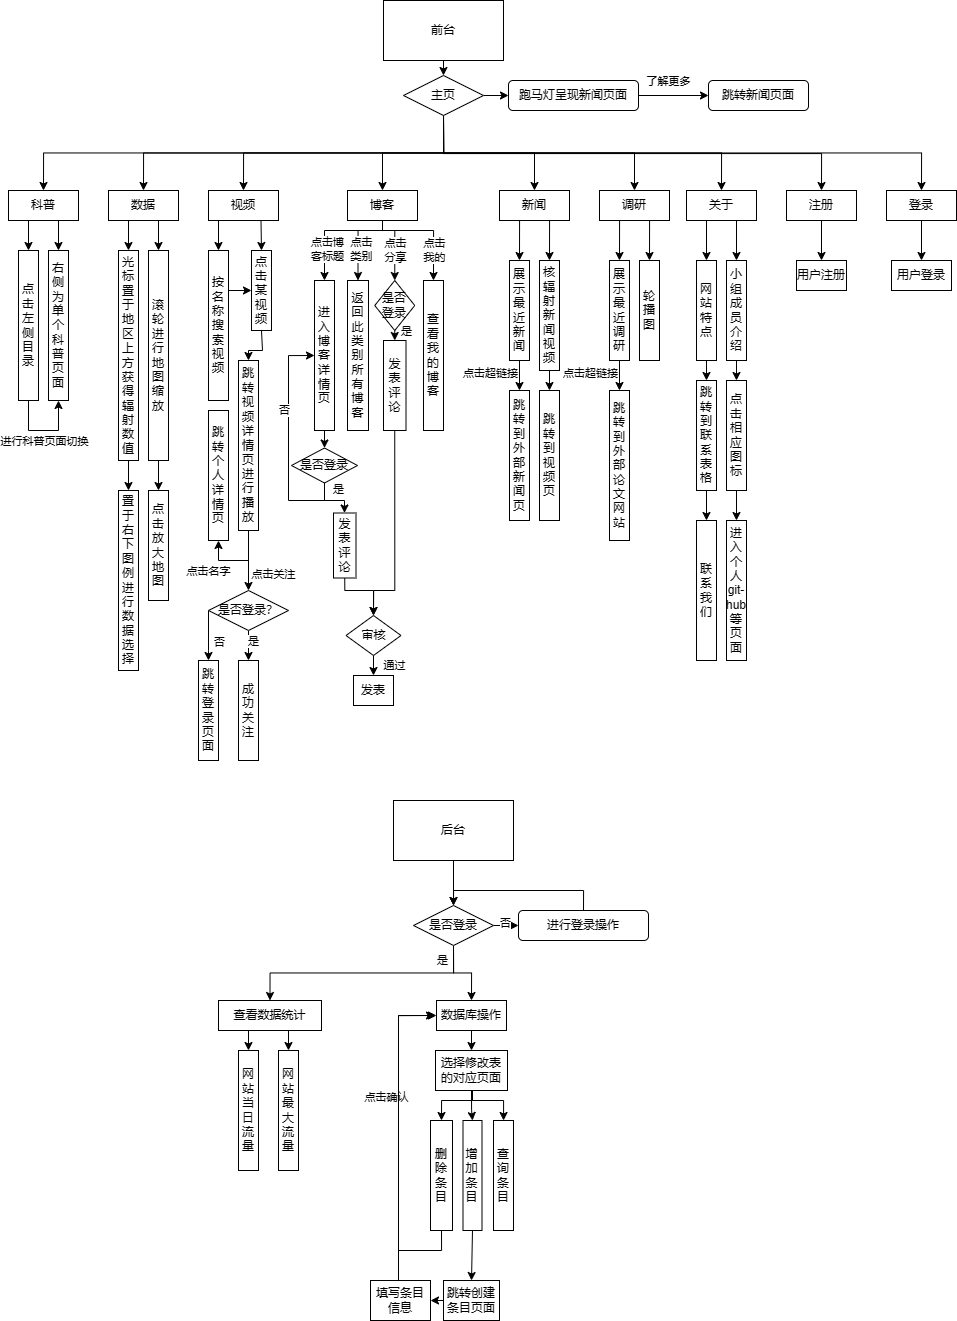 前台
主页
跑马灯呈现新闻页面
了解更多
跳转新闻页面
科普
数据
视频
博客
新闻
调研
关于
注册
登录
点击左侧目录
右侧为单个科普页面
进行科普页面切换
光标置于地区上方获得辐射数值
滚轮进行地图缩放
置于右下图例进行数据选择
点击放大地图
按名称搜索视频
点击某视频
跳转个人详情页
跳转视频详情页进行播放
点击名字
点击关注
是否登录?
否
是
跳转登录页面
成功关注
点击博
客标题
点击
类别
点击
分享
点击
我的
进入博客详情页
返回此类别所有博客
是否
登录
是
发表评论
查看我的博客
否
是否登录
是
发表评论
审核
通过
发表
展示最近新闻
核辐射新闻视频
点击超链接
跳转到外部新闻页
跳转到视频页
展示最近调研
轮播图
点击超链接
跳转到外部论文网站
网站特点
小组成员介绍
跳转到联系表格
点击相应图标
联系我们
进入个人
git-
hub
等页面
用户注册
用户登录
后台
是否登录
否
进行登录操作
是
查看数据统计
数据库操作
网站当日流量
网站最大流量
选择修改表
的对应页面
点击确认
删除条目
增加条目
查询条目
填写条目
信息
跳转创建
条目页面